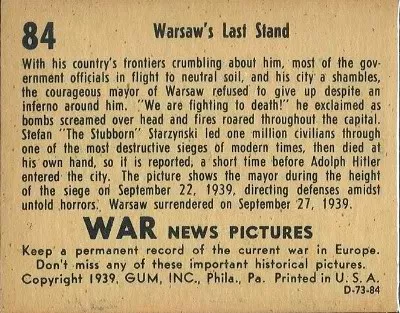 84 Warsaw's Last Stand
With his country's frontiers crumbling about him, most of the gov-
ernment officials in flight to neutral soil, and his city a shambles,
the courageous mayor of Warsaw refused to give up despite an
inferno around him. "We are fighting to death!" he exclaimed as
bombs screamed over head and fires roared throughout the capital.
Stefan "The Stubborn" Starzynski led one million civilians through
one of the most destructive sieges of modern times, then died at
his own hand, so it is reported, a short time before Adolph Hitler
entered the city. The picture shows the mayor during the height
of the siege on September 22, 1939, directing defenses amidst
untold horrors. Warsaw surrendered on September 27, 1939.
WAR NEWS PICTURES
Keep a permanent record of the current war in Europe.
Don't miss any of these important historical pictures.
Copyright 1939, GUM, INC., Phila., Pa. Printed in U. S. A.
D-73-84